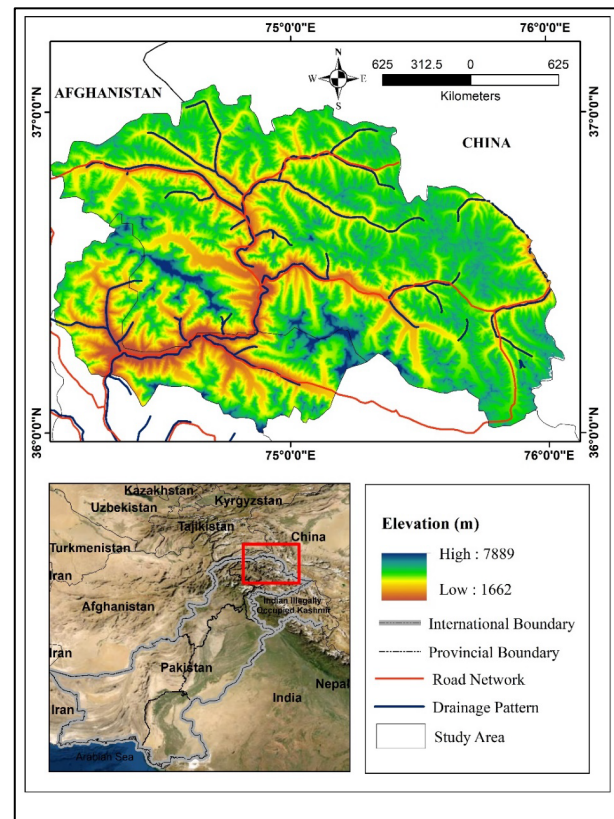 75°0'0"E 76°0'0"E
N
W E
S
625 312.5 0 625
Kilometers
AFGHANISTAN
CHINA
37°0'0"N
37°0'0"N
36°0'0"N
36°0'0"N
75°0'0"E 76°0'0"E
Kazakhstan
Uzbekistan
Kyrgyzstan
Tajikistan
China
Turkmenistan
Iran
Afghanistan
Indian Illegally
Occupied Kashmir
Iran
Pakistan
Nepal
Iran
India
Arabian Sea
Elevation (m)
High : 7889
Low : 1662
International Boundary
Provincial Boundary
Road Network
Drainage Pattern
Study Area